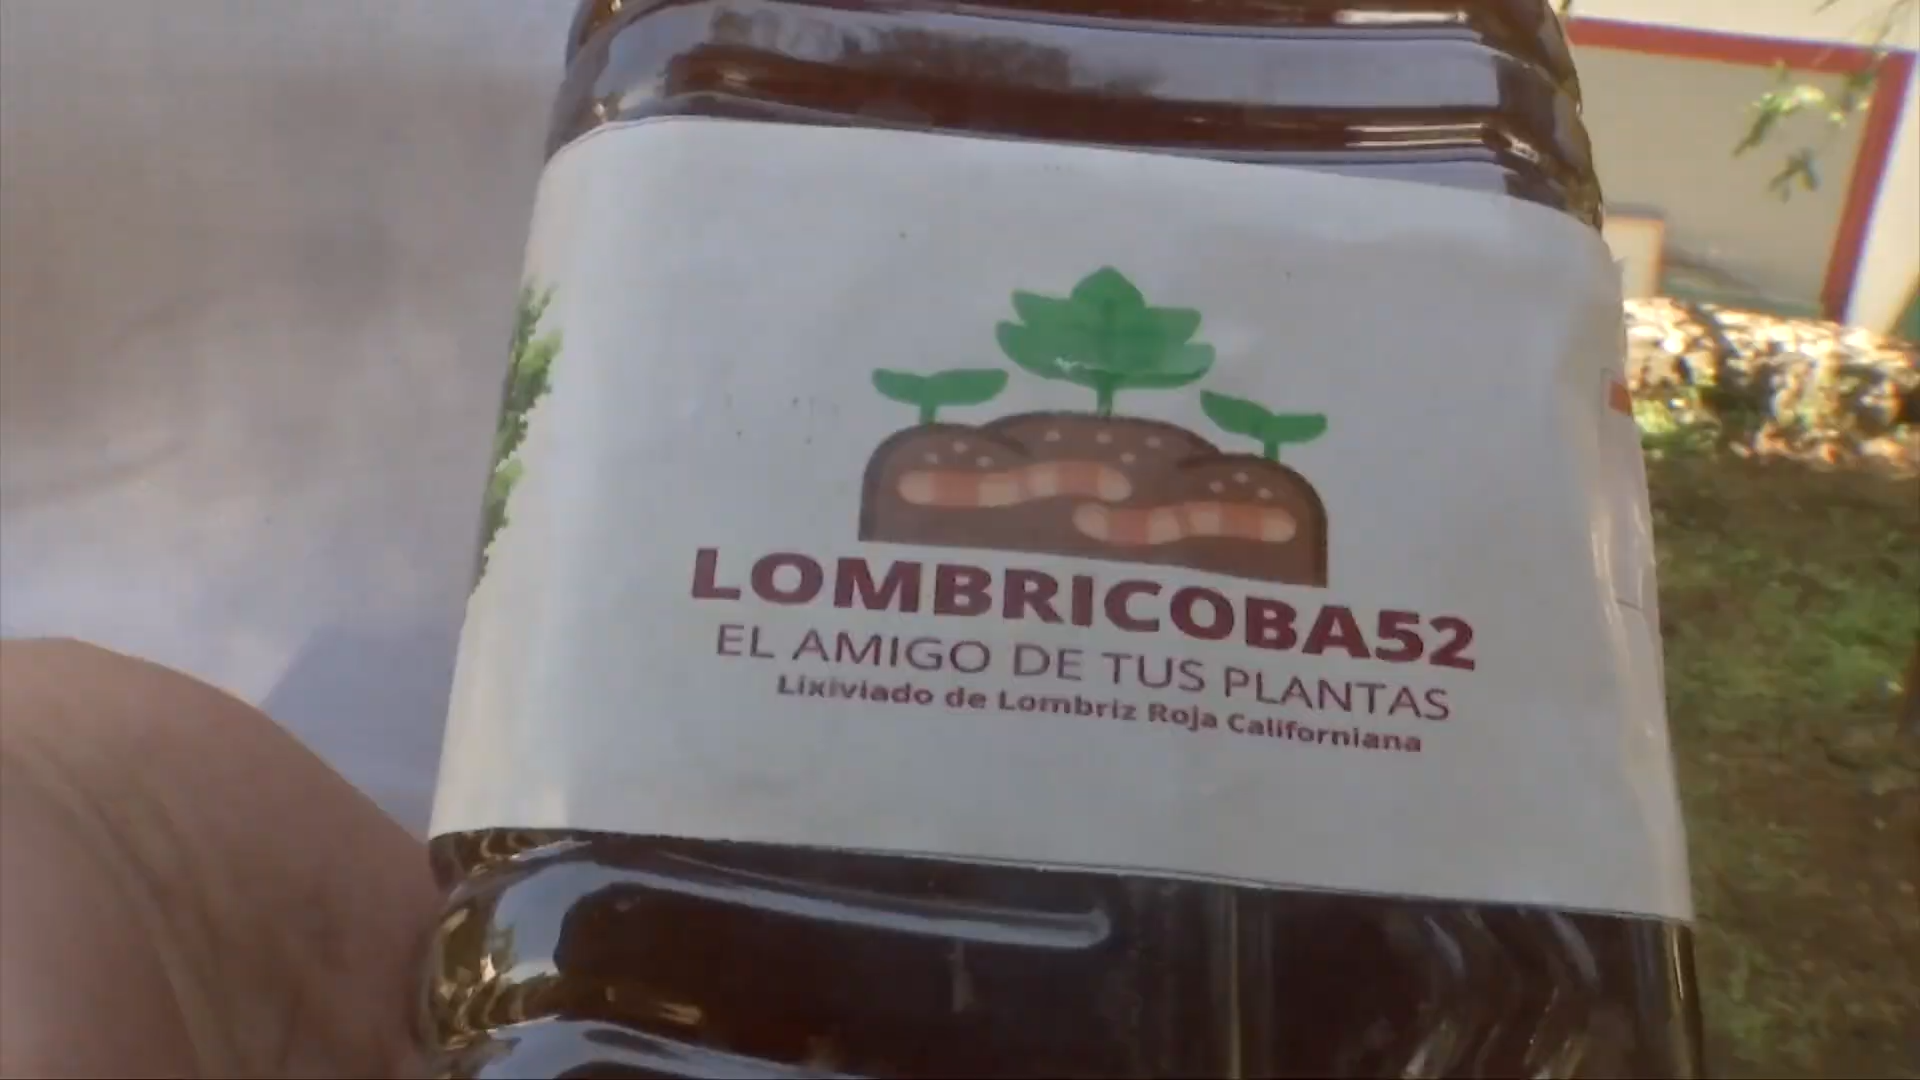 LOMBRICOBA52
EL AMIGO DE TUS PLANTAS
Lixiviado de Lombriz Roja Californiana